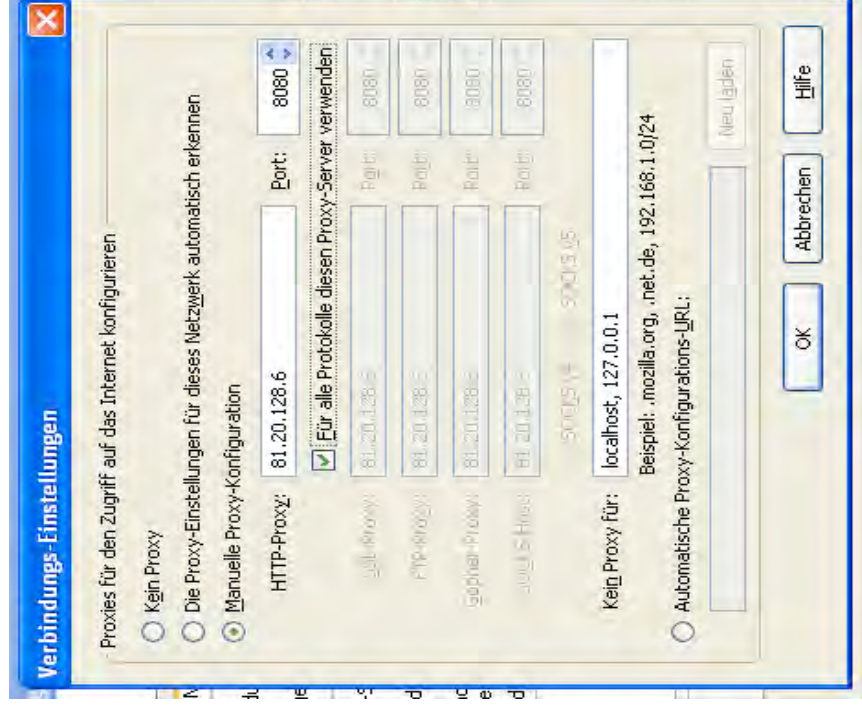 Verbindungs-Einstellungen
Proxies für den Zugriff auf das Internet konfigurieren
Kein Proxy
Die Proxy-Einstellungen für dieses Netzwerk automatisch erkennen
Manuelle Proxy-Konfiguration
HTTP-Proxy: 81.20.128.6 Port: 8080
Für alle Protokolle diesen Proxy-Server verwenden
SSL-Proxy: 81.20.128.6 Port: 8080
FTP-Proxy: 81.20.128.6 Port: 8080
Gopher-Proxy: 81.20.128.6 Port: 8080
SOCKS-Host: 81.20.128.6 Port: 8080
SOCKS v4 SOCKS v5
Kein Proxy für: localhost, 127.0.0.1
Beispiel: .mozilla.org, .net.de, 192.168.1.0/24
Automatische Proxy-Konfigurations-URL:
Neu laden
OK Abbrechen Hilfe